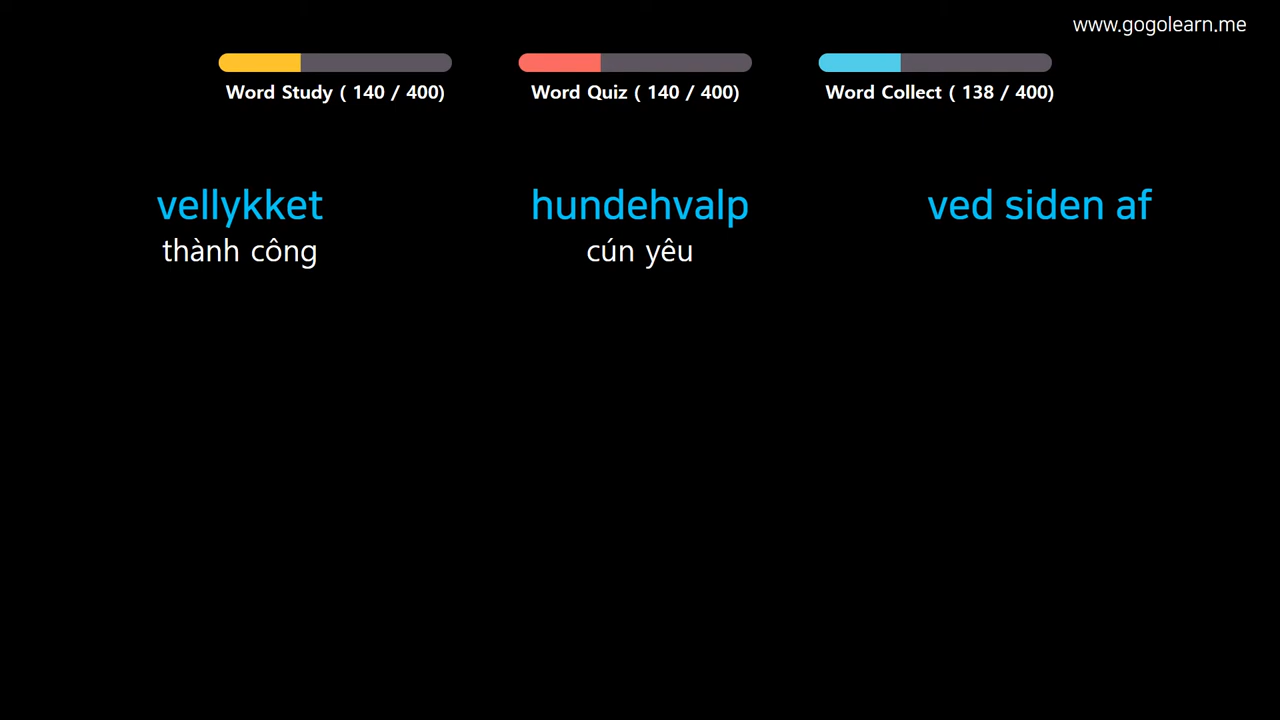 www.gogolearn.me
Word Study ( 140 / 400)
Word Quiz ( 140 / 400)
Word Collect ( 138 / 400)
vellykket
thành công
hundehvalp
cún yêu
ved siden af